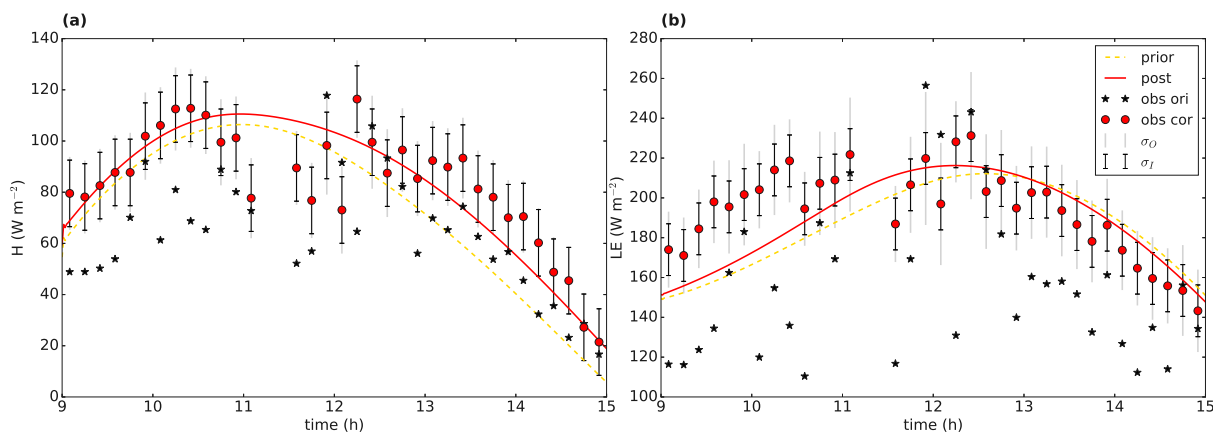 (a)
140
120
100
80
60
40
20
0
H (W m⁻²)
9 10 11 12 13 14 15
time (h)
(b)
280
260
240
220
200
180
160
140
120
100
LE (W m⁻²)
9 10 11 12 13 14 15
time (h)
prior
post
obs ori
obs cor
σ_O
σ_I